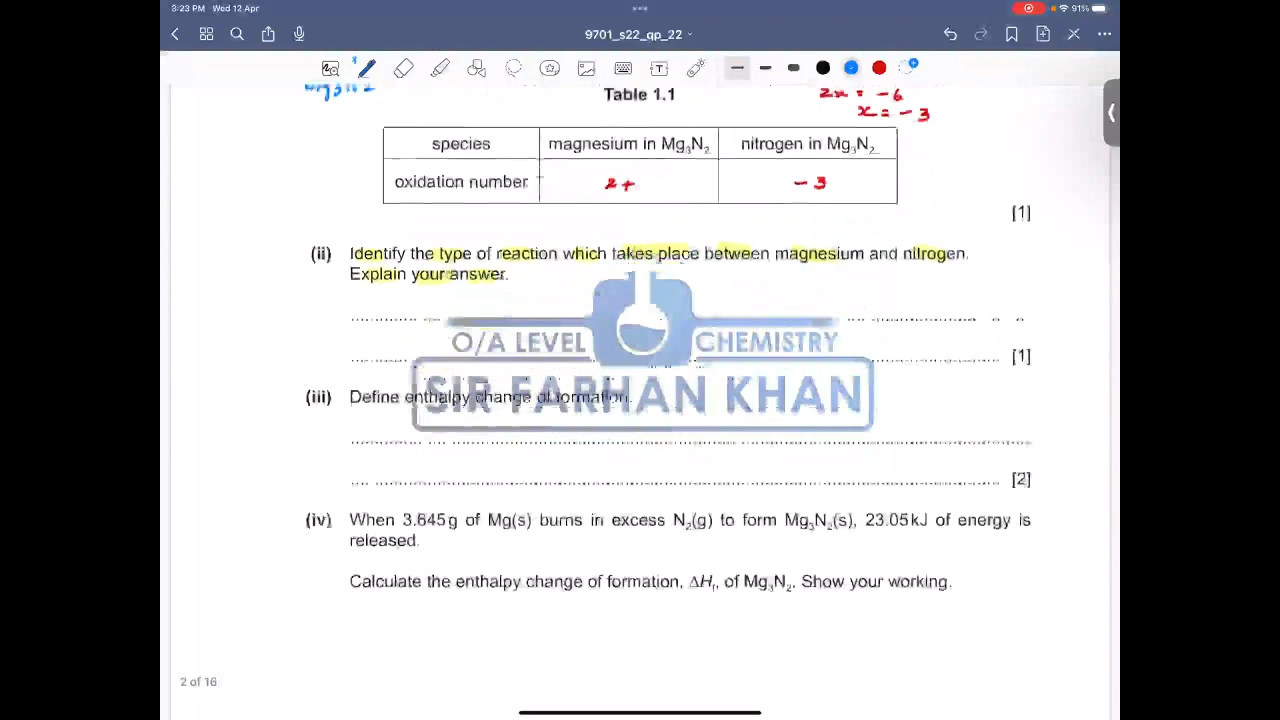 3:23 PM Wed 12 Apr
91%
9701_s22_qp_22
Mg3N2
Table 1.1
2x = -6
x = -3
species magnesium in Mg₃N₂ nitrogen in Mg₃N₂
oxidation number 2+ -3
[1]
(ii) Identify the type of reaction which takes place between magnesium and nitrogen.
Explain your answer.
O/A LEVEL CHEMISTRY
[1]
SIR FARHAN KHAN
(iii) Define enthalpy change of formation.
[2]
(iv) When 3.645g of Mg(s) burns in excess N₂(g) to form Mg₃N₂(s), 23.05kJ of energy is
released.
Calculate the enthalpy change of formation, ΔHf, of Mg₃N₂. Show your working.
2 of 16